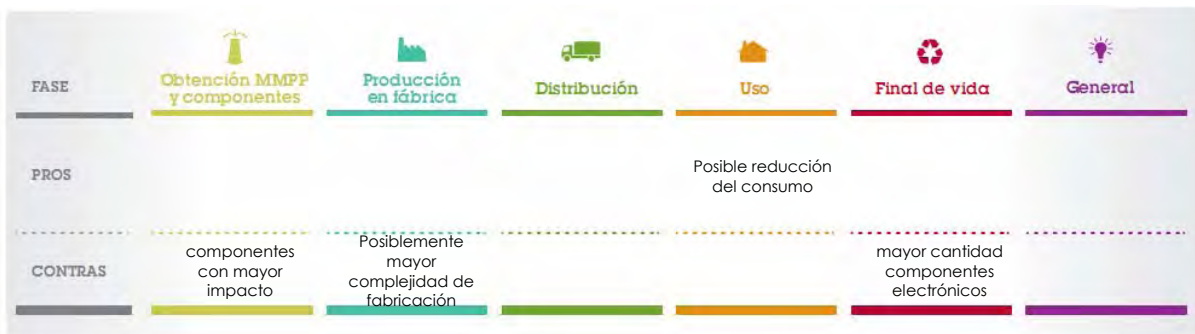 FASE
Obtención MMPP
y componentes
Producción
en fábrica
Distribución
Uso
Final de vida
General
PROS
Posible reducción
del consumo
CONTRAS
componentes
con mayor
impacto
Posiblemente
mayor
complejidad de
fabricación
mayor cantidad
componentes
electrónicos